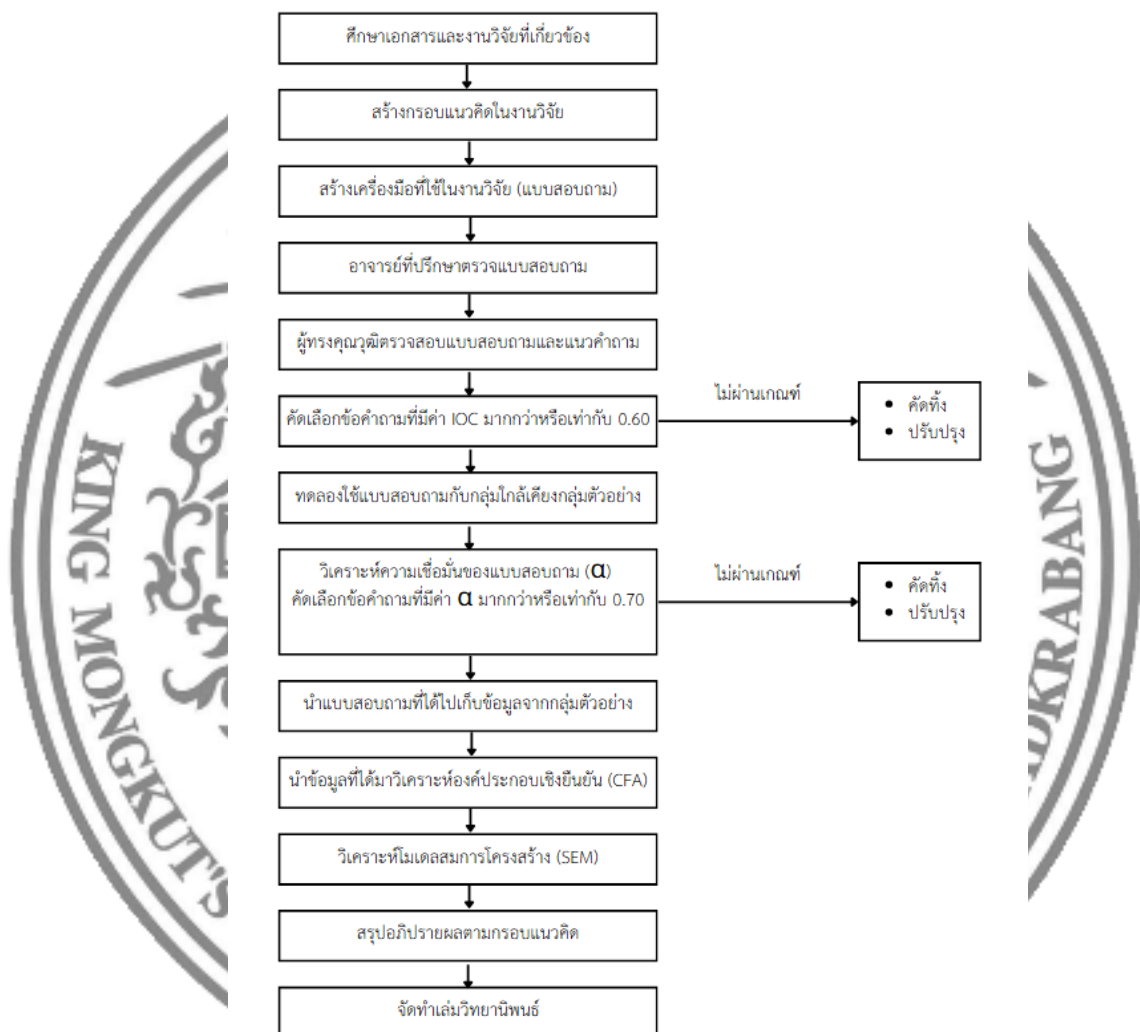 ศึกษาเอกสารและงานวิจัยที่เกี่ยวข้อง
สร้างกรอบแนวคิดในงานวิจัย
สร้างเครื่องมือที่ใช้ในงานวิจัย (แบบสอบถาม)
อาจารย์ที่ปรึกษาตรวจแบบสอบถาม
ผู้ทรงคุณวุฒิตรวจสอบแบบสอบถามและแนวคำถาม
คัดเลือกข้อคำถามที่มีค่า IOC มากกว่าหรือเท่ากับ 0.60
ไม่ผ่านเกณฑ์
• คัดทิ้ง
• ปรับปรุง
ทดลองใช้แบบสอบถามกับกลุ่มใกล้เคียงกลุ่มตัวอย่าง
วิเคราะห์ความเชื่อมั่นของแบบสอบถาม (α)
คัดเลือกข้อคำถามที่มีค่า α มากกว่าหรือเท่ากับ 0.70
ไม่ผ่านเกณฑ์
• คัดทิ้ง
• ปรับปรุง
นำแบบสอบถามที่ได้ไปเก็บข้อมูลจากกลุ่มตัวอย่าง
นำข้อมูลที่ได้มาวิเคราะห์องค์ประกอบเชิงยืนยัน (CFA)
วิเคราะห์โมเดลสมการโครงสร้าง (SEM)
สรุปอภิปรายผลตามกรอบแนวคิด
จัดทำเล่มวิทยานิพนธ์
KING MONGKUT'S
DKRABANG